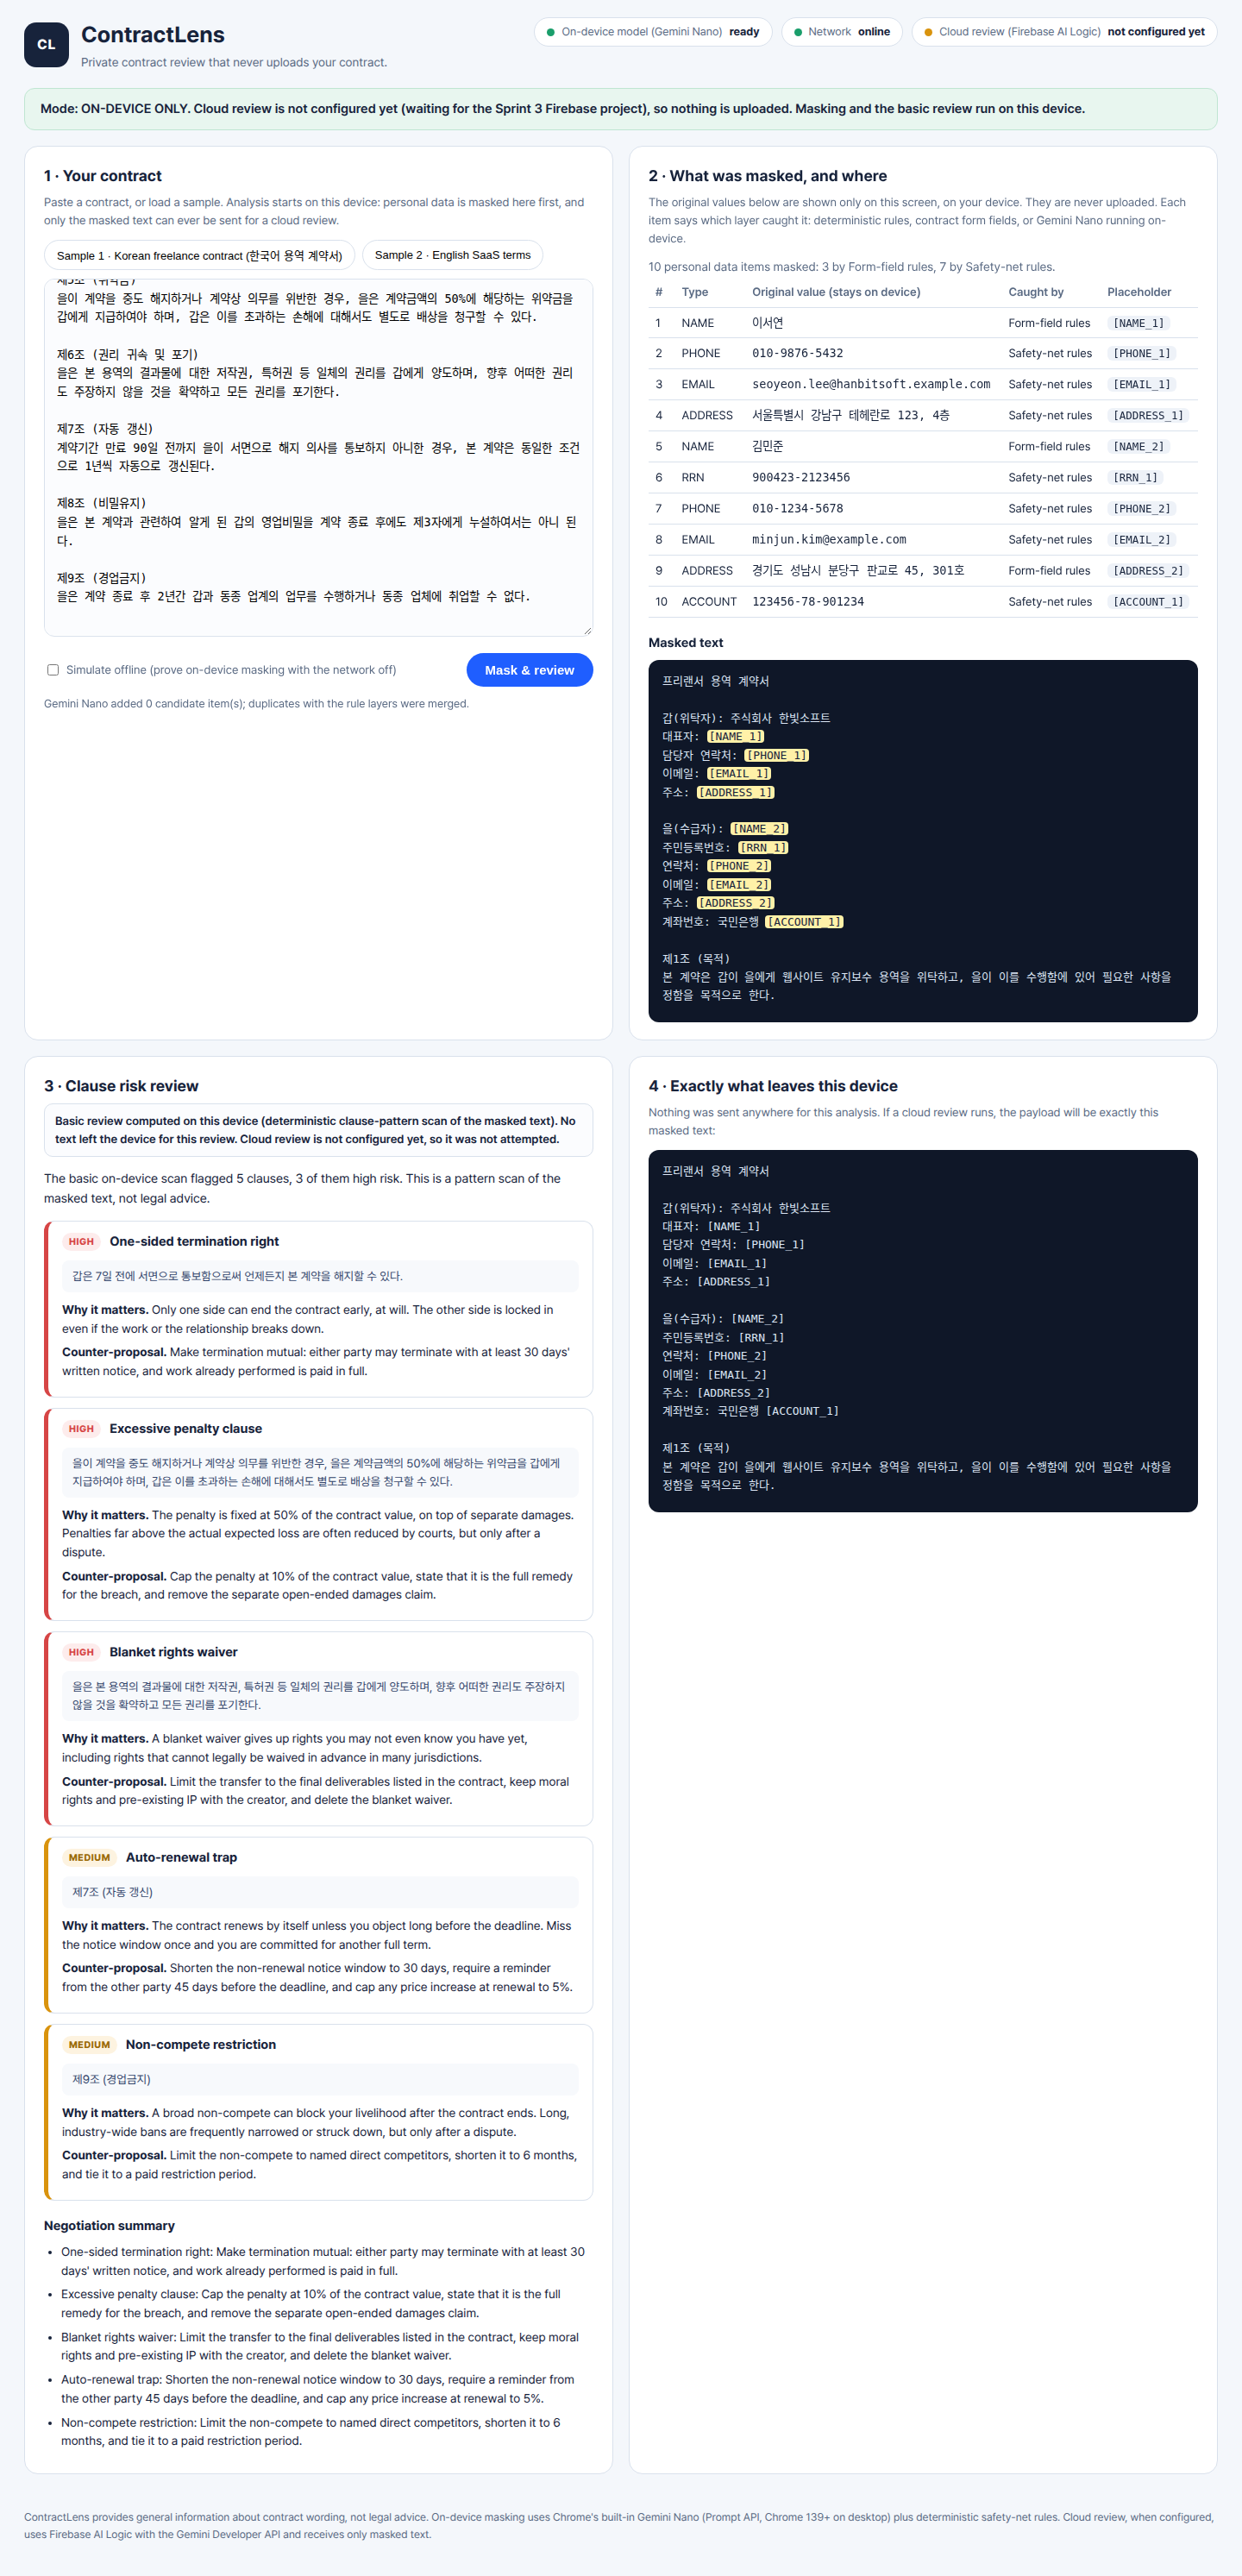 CL
ContractLens
Private contract review that never uploads your contract.
On-device model (Gemini Nano) ready
Network online
Cloud review (Firebase AI Logic) not configured yet
Mode: ON-DEVICE ONLY. Cloud review is not configured yet (waiting for the Sprint 3 Firebase project), so nothing is uploaded. Masking and the basic review run on this device.
1 · Your contract
Paste a contract, or load a sample. Analysis starts on this device: personal data is masked here first, and
only the masked text can ever be sent for a cloud review.
Sample 1 · Korean freelance contract (한국어 용역 계약서)
Sample 2 · English SaaS terms
제5조 (위약금)
을이 계약을 중도 해지하거나 계약상 의무를 위반한 경우, 을은 계약금액의 50%에 해당하는 위약금을
갑에게 지급하여야 하며, 갑은 이를 초과하는 손해에 대해서도 별도로 배상을 청구할 수 있다.
제6조 (권리 귀속 및 포기)
을은 본 용역의 결과물에 대한 저작권, 특허권 등 일체의 권리를 갑에게 양도하며, 향후 어떠한 권리
도 주장하지 않을 것을 확약하고 모든 권리를 포기한다.
제7조 (자동 갱신)
계약기간 만료 90일 전까지 을이 서면으로 해지 의사를 통보하지 아니한 경우, 본 계약은 동일한 조건
으로 1년씩 자동으로 갱신된다.
제8조 (비밀유지)
을은 본 계약과 관련하여 알게 된 갑의 영업비밀을 계약 종료 후에도 제3자에게 누설하여서는 아니 된
다.
제9조 (경업금지)
을은 계약 종료 후 2년간 갑과 동종 업계의 업무를 수행하거나 동종 업체에 취업할 수 없다.
Simulate offline (prove on-device masking with the network off)
Mask & review
Gemini Nano added 0 candidate item(s); duplicates with the rule layers were merged.
2 · What was masked, and where
The original values below are shown only on this screen, on your device. They are never uploaded. Each
item says which layer caught it: deterministic rules, contract form fields, or Gemini Nano running on-
device.
10 personal data items masked: 3 by Form-field rules, 7 by Safety-net rules.
# Type Original value (stays on device) Caught by Placeholder
1 NAME 이서연 Form-field rules [NAME_1]
2 PHONE 010-9876-5432 Safety-net rules [PHONE_1]
3 EMAIL seoyeon.lee@hanbitsoft.example.com Safety-net rules [EMAIL_1]
4 ADDRESS 서울특별시 강남구 테헤란로 123, 4층 Safety-net rules [ADDRESS_1]
5 NAME 김민준 Form-field rules [NAME_2]
6 RRN 900423-2123456 Safety-net rules [RRN_1]
7 PHONE 010-1234-5678 Safety-net rules [PHONE_2]
8 EMAIL minjun.kim@example.com Safety-net rules [EMAIL_2]
9 ADDRESS 경기도 성남시 분당구 판교로 45, 301호 Form-field rules [ADDRESS_2]
10 ACCOUNT 123456-78-901234 Safety-net rules [ACCOUNT_1]
Masked text
프리랜서 용역 계약서
갑(위탁자): 주식회사 한빛소프트
대표자: [NAME_1]
담당자 연락처: [PHONE_1]
이메일: [EMAIL_1]
주소: [ADDRESS_1]
을(수급자): [NAME_2]
주민등록번호: [RRN_1]
연락처: [PHONE_2]
이메일: [EMAIL_2]
주소: [ADDRESS_2]
계좌번호: 국민은행 [ACCOUNT_1]
제1조 (목적)
본 계약은 갑이 을에게 웹사이트 유지보수 용역을 위탁하고, 을이 이를 수행함에 있어 필요한 사항을
정함을 목적으로 한다.
3 · Clause risk review
Basic review computed on this device (deterministic clause-pattern scan of the masked text). No
text left the device for this review. Cloud review is not configured yet, so it was not attempted.
The basic on-device scan flagged 5 clauses, 3 of them high risk. This is a pattern scan of the
masked text, not legal advice.
HIGH One-sided termination right
갑은 7일 전에 서면으로 통보함으로써 언제든지 본 계약을 해지할 수 있다.
Why it matters. Only one side can end the contract early, at will. The other side is locked in
even if the work or the relationship breaks down.
Counter-proposal. Make termination mutual: either party may terminate with at least 30 days'
written notice, and work already performed is paid in full.
HIGH Excessive penalty clause
을이 계약을 중도 해지하거나 계약상 의무를 위반한 경우, 을은 계약금액의 50%에 해당하는 위약금을 갑에게
지급하여야 하며, 갑은 이를 초과하는 손해에 대해서도 별도로 배상을 청구할 수 있다.
Why it matters. The penalty is fixed at 50% of the contract value, on top of separate damages.
Penalties far above the actual expected loss are often reduced by courts, but only after a
dispute.
Counter-proposal. Cap the penalty at 10% of the contract value, state that it is the full remedy
for the breach, and remove the separate open-ended damages claim.
HIGH Blanket rights waiver
을은 본 용역의 결과물에 대한 저작권, 특허권 등 일체의 권리를 갑에게 양도하며, 향후 어떠한 권리도 주장하지
않을 것을 확약하고 모든 권리를 포기한다.
Why it matters. A blanket waiver gives up rights you may not even know you have yet,
including rights that cannot legally be waived in advance in many jurisdictions.
Counter-proposal. Limit the transfer to the final deliverables listed in the contract, keep moral
rights and pre-existing IP with the creator, and delete the blanket waiver.
MEDIUM Auto-renewal trap
제7조 (자동 갱신)
Why it matters. The contract renews by itself unless you object long before the deadline. Miss
the notice window once and you are committed for another full term.
Counter-proposal. Shorten the non-renewal notice window to 30 days, require a reminder
from the other party 45 days before the deadline, and cap any price increase at renewal to 5%.
MEDIUM Non-compete restriction
제9조 (경업금지)
Why it matters. A broad non-compete can block your livelihood after the contract ends. Long,
industry-wide bans are frequently narrowed or struck down, but only after a dispute.
Counter-proposal. Limit the non-compete to named direct competitors, shorten it to 6 months,
and tie it to a paid restriction period.
Negotiation summary
• One-sided termination right: Make termination mutual: either party may terminate with at least 30
days' written notice, and work already performed is paid in full.
• Excessive penalty clause: Cap the penalty at 10% of the contract value, state that it is the full
remedy for the breach, and remove the separate open-ended damages claim.
• Blanket rights waiver: Limit the transfer to the final deliverables listed in the contract, keep moral
rights and pre-existing IP with the creator, and delete the blanket waiver.
• Auto-renewal trap: Shorten the non-renewal notice window to 30 days, require a reminder from
the other party 45 days before the deadline, and cap any price increase at renewal to 5%.
• Non-compete restriction: Limit the non-compete to named direct competitors, shorten it to 6
months, and tie it to a paid restriction period.
4 · Exactly what leaves this device
Nothing was sent anywhere for this analysis. If a cloud review runs, the payload will be exactly this
masked text:
프리랜서 용역 계약서
갑(위탁자): 주식회사 한빛소프트
대표자: [NAME_1]
담당자 연락처: [PHONE_1]
이메일: [EMAIL_1]
주소: [ADDRESS_1]
을(수급자): [NAME_2]
주민등록번호: [RRN_1]
연락처: [PHONE_2]
이메일: [EMAIL_2]
주소: [ADDRESS_2]
계좌번호: 국민은행 [ACCOUNT_1]
제1조 (목적)
본 계약은 갑이 을에게 웹사이트 유지보수 용역을 위탁하고, 을이 이를 수행함에 있어 필요한 사항을
정함을 목적으로 한다.
ContractLens provides general information about contract wording, not legal advice. On-device masking uses Chrome's built-in Gemini Nano (Prompt API, Chrome 139+ on desktop) plus deterministic safety-net rules. Cloud review, when configured,
uses Firebase AI Logic with the Gemini Developer API and receives only masked text.